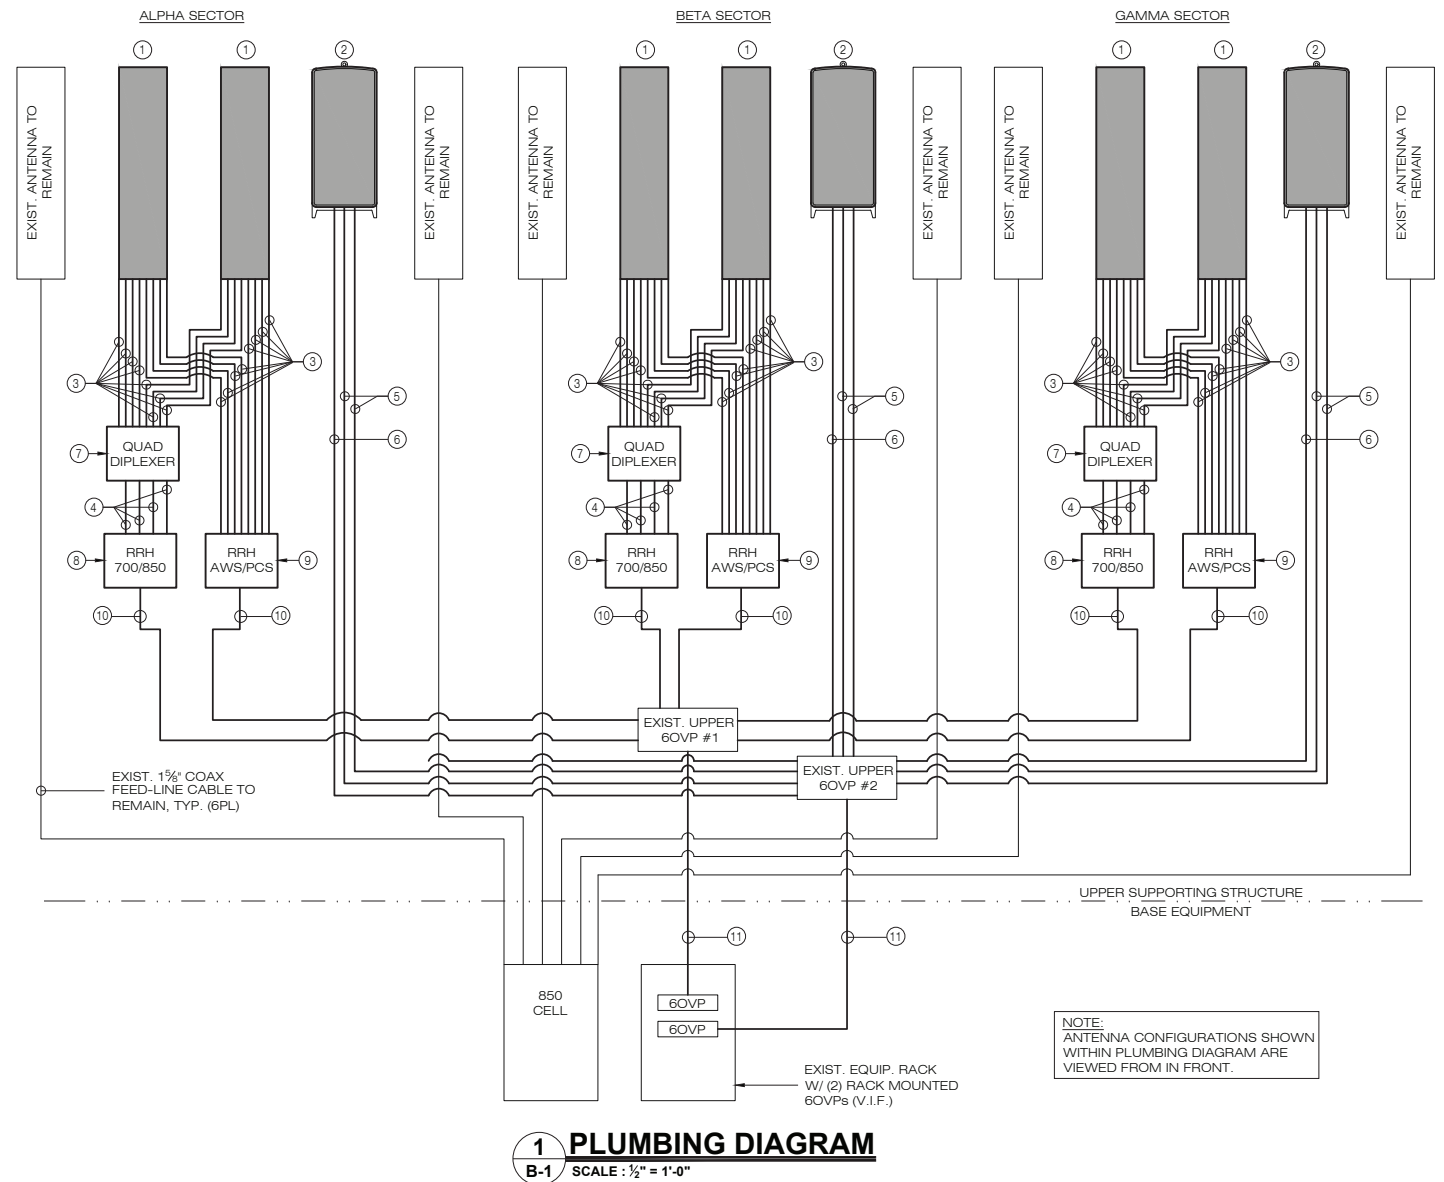 ALPHA SECTOR
BETA SECTOR
GAMMA SECTOR
1
1
2
1
1
2
1
1
2
EXIST. ANTENNA TO
REMAIN
EXIST. ANTENNA TO
REMAIN
EXIST. ANTENNA TO
REMAIN
EXIST. ANTENNA TO
REMAIN
EXIST. ANTENNA TO
REMAIN
EXIST. ANTENNA TO
REMAIN
3
3
3
3
3
3
5
5
5
6
6
6
7
QUAD
DIPLEXER
7
QUAD
DIPLEXER
7
QUAD
DIPLEXER
4
4
4
8
RRH
700/850
RRH
AWS/PCS
9
8
RRH
700/850
RRH
AWS/PCS
9
8
RRH
700/850
RRH
AWS/PCS
9
10
10
10
10
10
10
EXIST. UPPER
6OVP #1
EXIST. UPPER
6OVP #2
EXIST. 1⅝" COAX
FEED-LINE CABLE TO
REMAIN, TYP. (6PL)
UPPER SUPPORTING STRUCTURE
BASE EQUIPMENT
11
11
850
CELL
6OVP
6OVP
EXIST. EQUIP. RACK
W/ (2) RACK MOUNTED
6OVPs (V.I.F.)
NOTE:
ANTENNA CONFIGURATIONS SHOWN
WITHIN PLUMBING DIAGRAM ARE
VIEWED FROM IN FRONT.
1
B-1
PLUMBING DIAGRAM
SCALE : ½" = 1'-0"